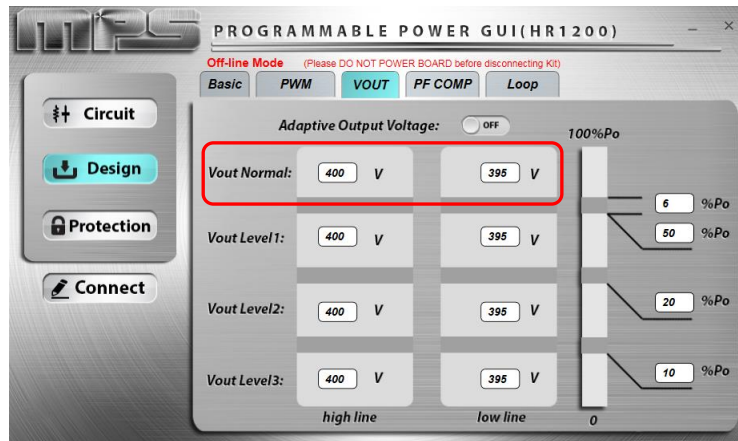 MPS PROGRAMMABLE POWER GUI(HR1200)
Off-line Mode (Please DO NOT POWER BOARD before disconnecting Kit)
Basic PWM VOUT PF COMP Loop
Circuit
Design
Protection
Connect
Adaptive Output Voltage: OFF
100%Po
Vout Normal: 400 V 395 V
6 %Po
Vout Level1: 400 V 395 V
50 %Po
Vout Level2: 400 V 395 V
20 %Po
Vout Level3: 400 V 395 V
10 %Po
high line low line 0